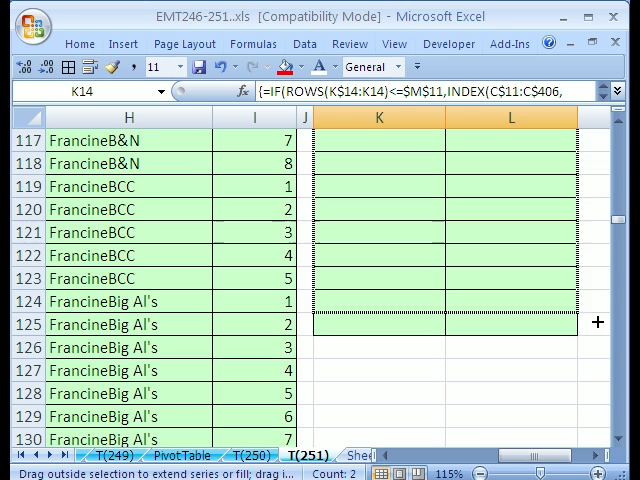 EMT246-251..xls [Compatibility Mode] - Microsoft Excel
Home Insert Page Layout Formulas Data Review View Developer Add-Ins
11 A General
K14 fx {=IF(ROWS(K$14:K14)<=$M$11,INDEX(C$11:C$406,
H I J K L
117 FrancineB&N 7
118 FrancineB&N 8
119 FrancineBCC 1
120 FrancineBCC 2
121 FrancineBCC 3
122 FrancineBCC 4
123 FrancineBCC 5
124 FrancineBig Al's 1
125 FrancineBig Al's 2
126 FrancineBig Al's 3
127 FrancineBig Al's 4
128 FrancineBig Al's 5
129 FrancineBig Al's 6
130 FrancineBig Al's 7
T(249) PivotTable T(250) T(251) Shee
Drag outside selection to extend series or fill; drag i... Count: 2 115%